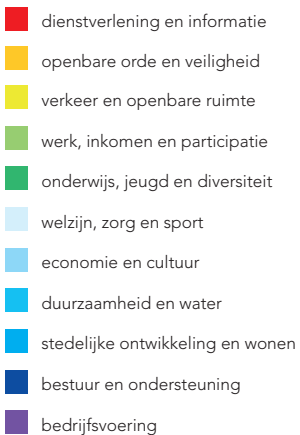 dienstverlening en informatie
openbare orde en veiligheid
verkeer en openbare ruimte
werk, inkomen en participatie
onderwijs, jeugd en diversiteit
welzijn, zorg en sport
economie en cultuur
duurzaamheid en water
stedelijke ontwikkeling en wonen
bestuur en ondersteuning
bedrijfsvoering